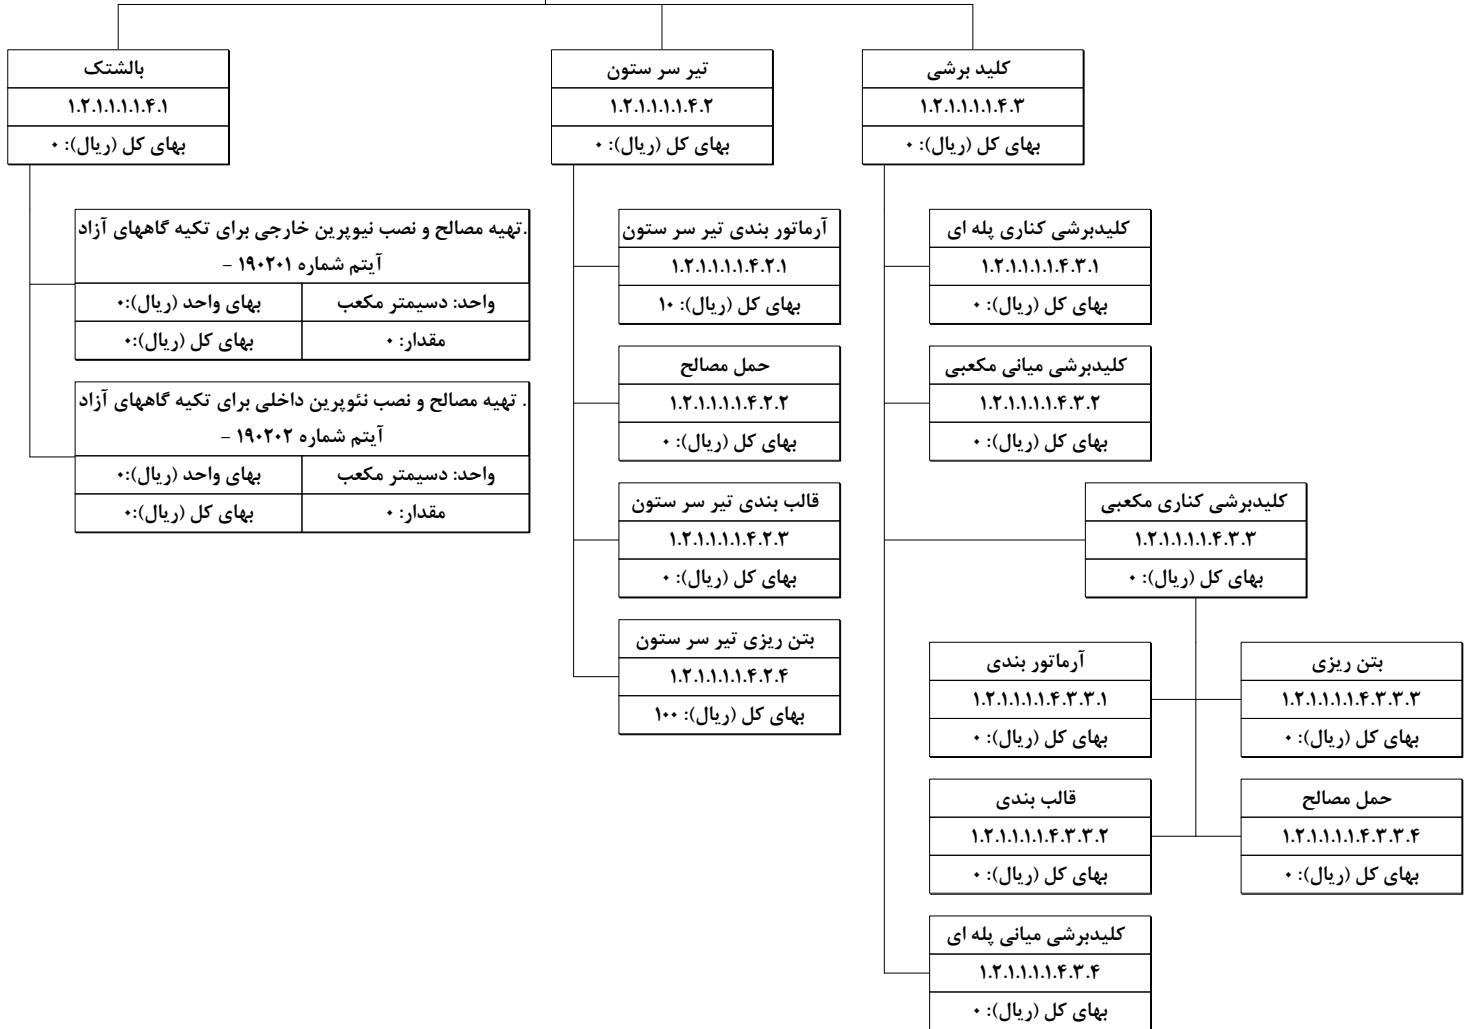 کلید برشی
۱.۲.۱.۱.۱.۱.۴.۳
بهای کل (ریال): ۰
کلیدبرشی کناری پله ای
۱.۲.۱.۱.۱.۱.۴.۳.۱
بهای کل (ریال): ۰
کلیدبرشی میانی مکعبی
۱.۲.۱.۱.۱.۱.۴.۳.۲
بهای کل (ریال): ۰
کلیدبرشی کناری مکعبی
۱.۲.۱.۱.۱.۱.۴.۳.۳
بهای کل (ریال): ۰
آرماتور بندی
۱.۲.۱.۱.۱.۱.۴.۳.۳.۱
بهای کل (ریال): ۰
قالب بندی
۱.۲.۱.۱.۱.۱.۴.۳.۳.۲
بهای کل (ریال): ۰
بتن ریزی
۱.۲.۱.۱.۱.۱.۴.۳.۳.۳
بهای کل (ریال): ۰
حمل مصالح
۱.۲.۱.۱.۱.۱.۴.۳.۳.۴
بهای کل (ریال): ۰
کلیدبرشی میانی پله ای
۱.۲.۱.۱.۱.۱.۴.۳.۴
بهای کل (ریال): ۰
تیر سر ستون
۱.۲.۱.۱.۱.۱.۴.۲
بهای کل (ریال): ۰
آرماتور بندی تیر سر ستون
۱.۲.۱.۱.۱.۱.۴.۲.۱
بهای کل (ریال): ۱۰
حمل مصالح
۱.۲.۱.۱.۱.۱.۴.۲.۲
بهای کل (ریال): ۰
قالب بندی تیر سر ستون
۱.۲.۱.۱.۱.۱.۴.۲.۳
بهای کل (ریال): ۰
بتن ریزی تیر سر ستون
۱.۲.۱.۱.۱.۱.۴.۲.۴
بهای کل (ریال): ۱۰۰
بالشتک
۱.۲.۱.۱.۱.۱.۴.۱
بهای کل (ریال): ۰
.تهیه مصالح و نصب نیوپرین خارجی برای تکیه گاههای آزاد
آیتم شماره ۱۹۰۲۰۱ –
واحد: دسیمتر مکعب
بهای واحد (ریال):۰
مقدار: ۰
بهای کل (ریال):۰
. تهیه مصالح و نصب نئوپرین داخلی برای تکیه گاههای آزاد
آیتم شماره ۱۹۰۲۰۲ –
واحد: دسیمتر مکعب
بهای واحد (ریال):۰
مقدار: ۰
بهای کل (ریال):۰